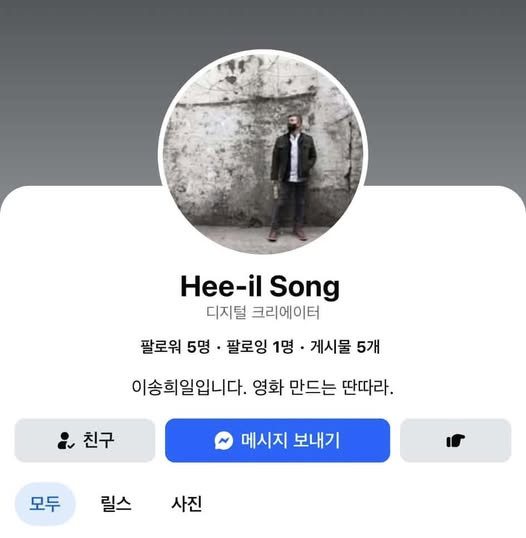 Hee-il Song
디지털 크리에이터
팔로워 5명 · 팔로잉 1명 · 게시물 5개
이송희일입니다. 영화 만드는 딴따라.
친구 메시지 보내기
모두 릴스 사진